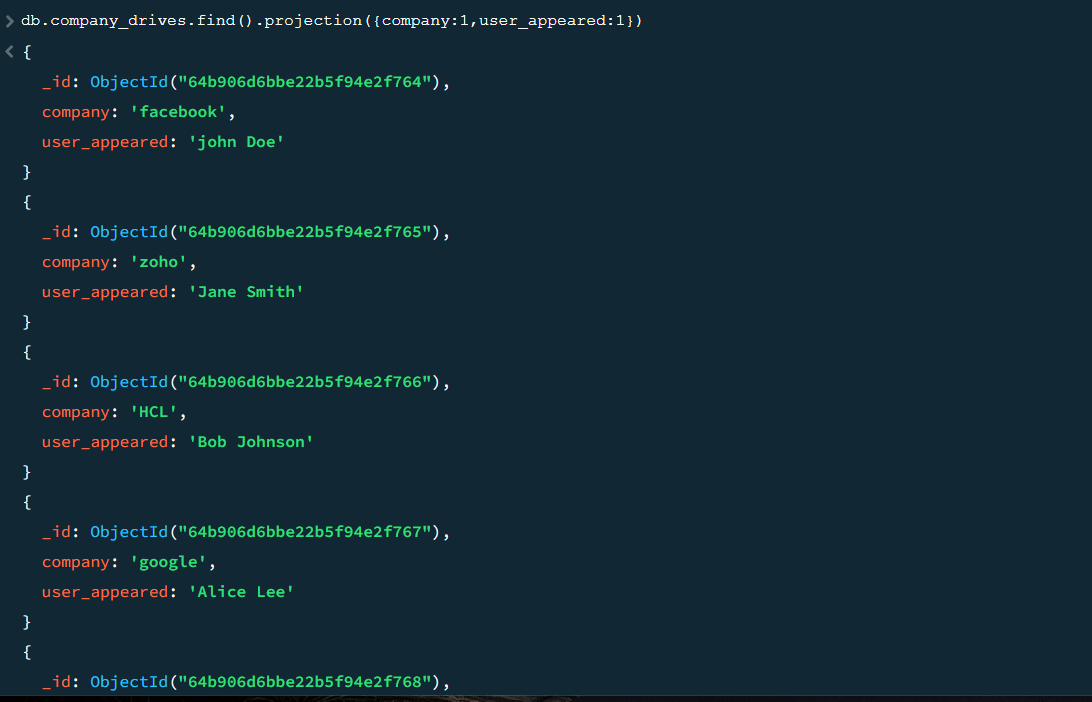 db.company_drives.find().projection({company:1,user_appeared:1})
{
_id: ObjectId("64b906d6bbe22b5f94e2f764"),
company: 'facebook',
user_appeared: 'john Doe'
}
{
_id: ObjectId("64b906d6bbe22b5f94e2f765"),
company: 'zoho',
user_appeared: 'Jane Smith'
}
{
_id: ObjectId("64b906d6bbe22b5f94e2f766"),
company: 'HCL',
user_appeared: 'Bob Johnson'
}
{
_id: ObjectId("64b906d6bbe22b5f94e2f767"),
company: 'google',
user_appeared: 'Alice Lee'
}
{
_id: ObjectId("64b906d6bbe22b5f94e2f768"),